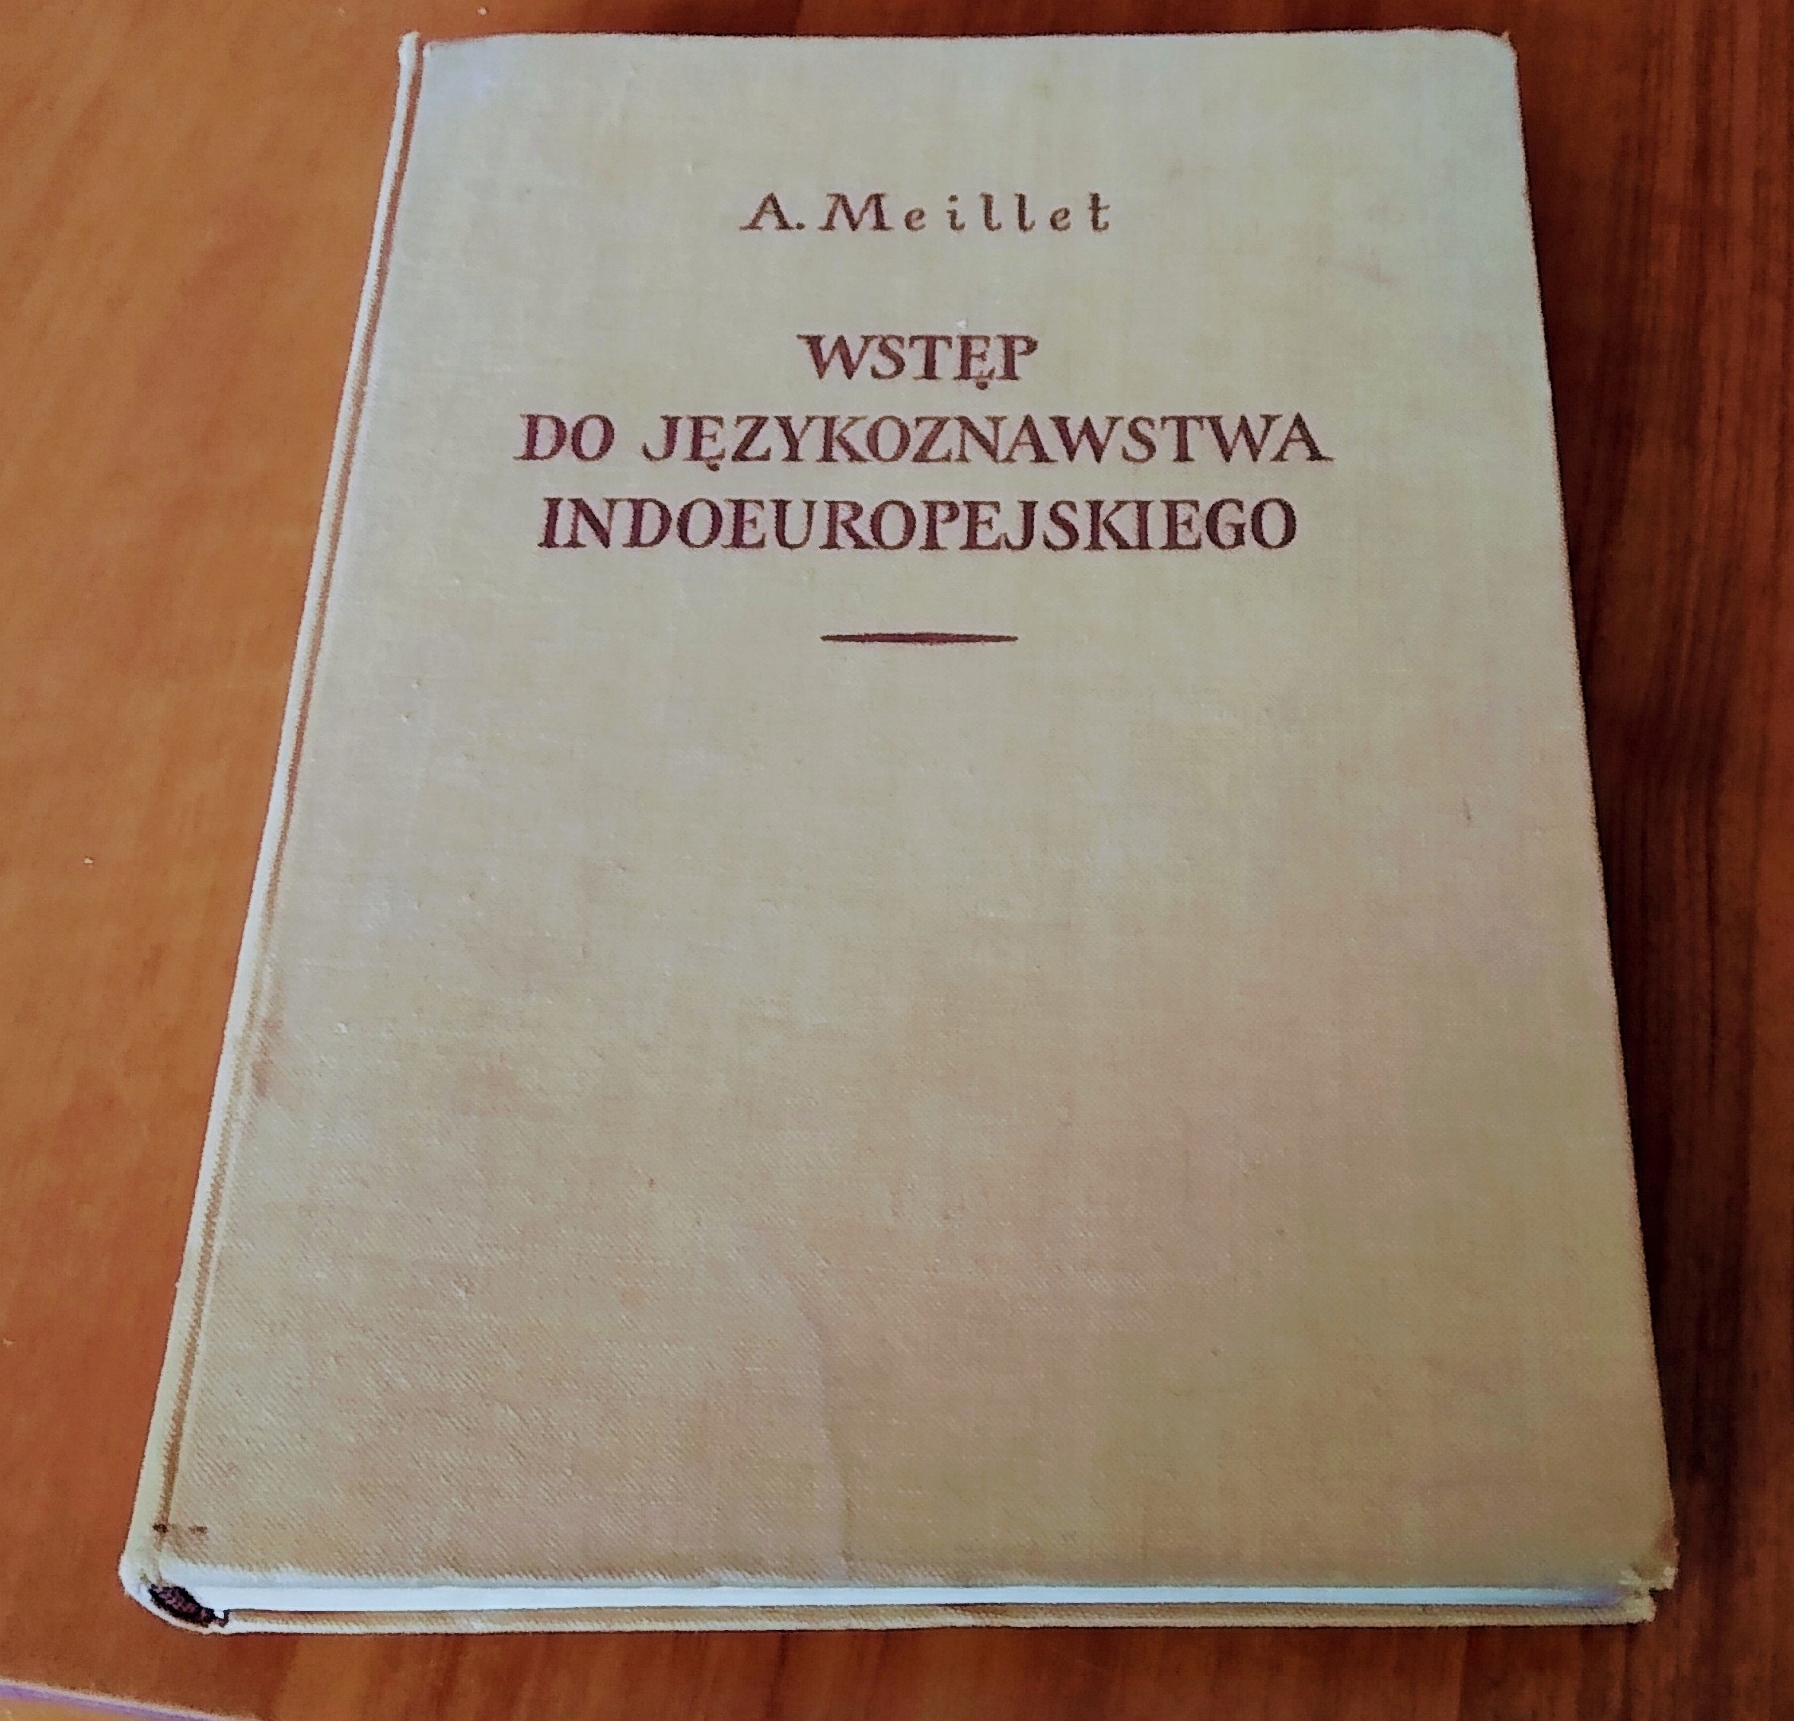 A. Meillet
WSTĘP
DO JĘZYKOZNAWSTWA
INDOEUROPEJSKIEGO